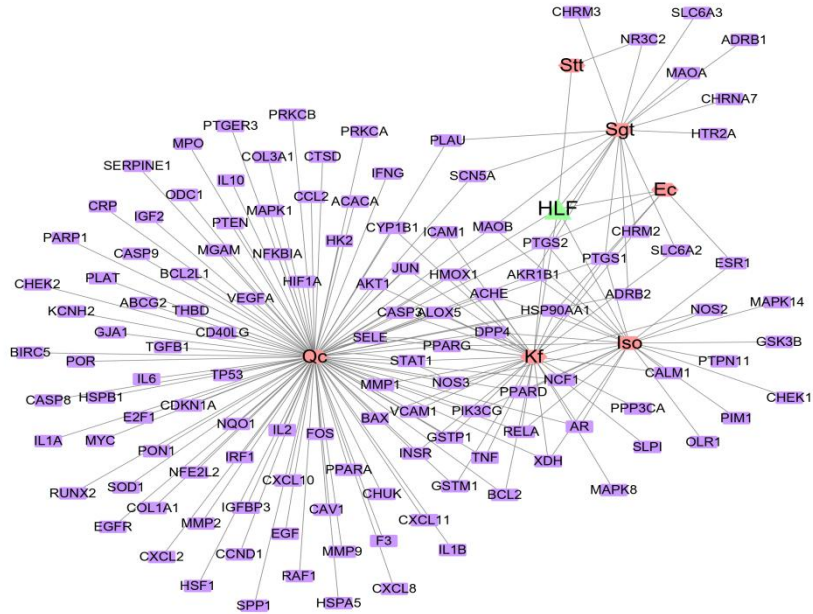 CHRM3
SLC6A3
NR3C2
ADRB1
Stt
MAOA
CHRNA7
PRKCB
PTGER3
PRKCA
Sgt
HTR2A
MPO
COL3A1
CTSD
PLAU
SERPINE1
IL10
IFNG
SCN5A
ODC1
CCL2
ACACA
Ec
CRP
IGF2
PTEN
MAPK1
HLF
CYP1B1
ICAM1
MAOB
CHRM2
PARP1
MGAM
NFKBIA
HK2
PTGS2
CASP9
SLC6A2
BCL2L1
JUN
HMOX1
AKR1B1
PTGS1
ESR1
CHEK2
PLAT
HIF1A
AKT1
VEGFA
ACHE
ADRB2
KCNH2
ABCG2
THBD
CASP3
ALOX5
HSP90AA1
NOS2
MAPK14
GJA1
CD40LG
SELE
DPP4
TGFB1
PPARG
Iso
GSK3B
BIRC5
POR
Qc
STAT1
Kf
PTPN11
IL6
TP53
MMP1
NOS3
NCF1
CALM1
PPARD
CASP8
HSPB1
CHEK1
CDKN1A
VCAM1
PIK3CG
PPP3CA
PIM1
E2F1
BAX
NQO1
IL2
FOS
AR
IL1A
MYC
RELA
GSTP1
SLPI
OLR1
PON1
IRF1
INSR
TNF
XDH
NFE2L2
PPARA
RUNX2
SOD1
CXCL10
CHUK
GSTM1
MAPK8
COL1A1
IGFBP3
BCL2
EGFR
MMP2
CAV1
CXCL11
EGF
F3
CXCL2
CCND1
MMP9
IL1B
HSF1
RAF1
CXCL8
SPP1
HSPA5